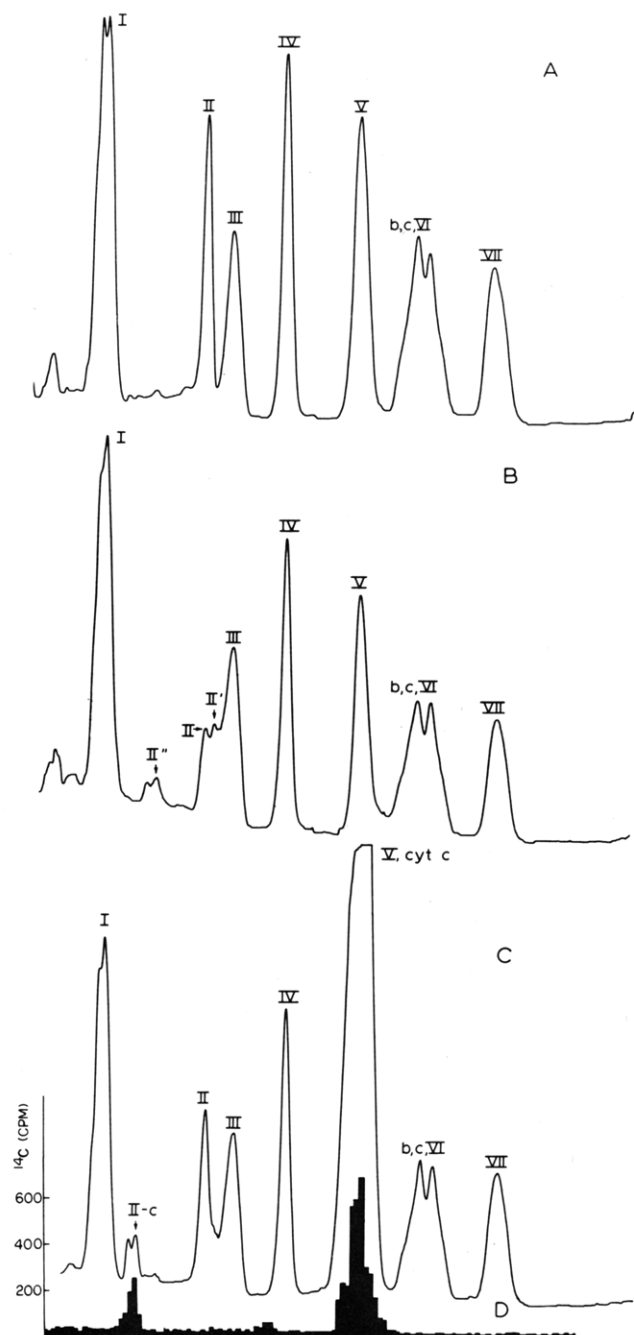 I
IV
A
II
V
III
b,c,VI
VII
I
B
IV
V
III
II'
II
b,c,VI
VII
II"
V, cyt c
I
C
IV
II
III
b,c,VI
VII
14C (CPM)
II-c
600
400
200
D